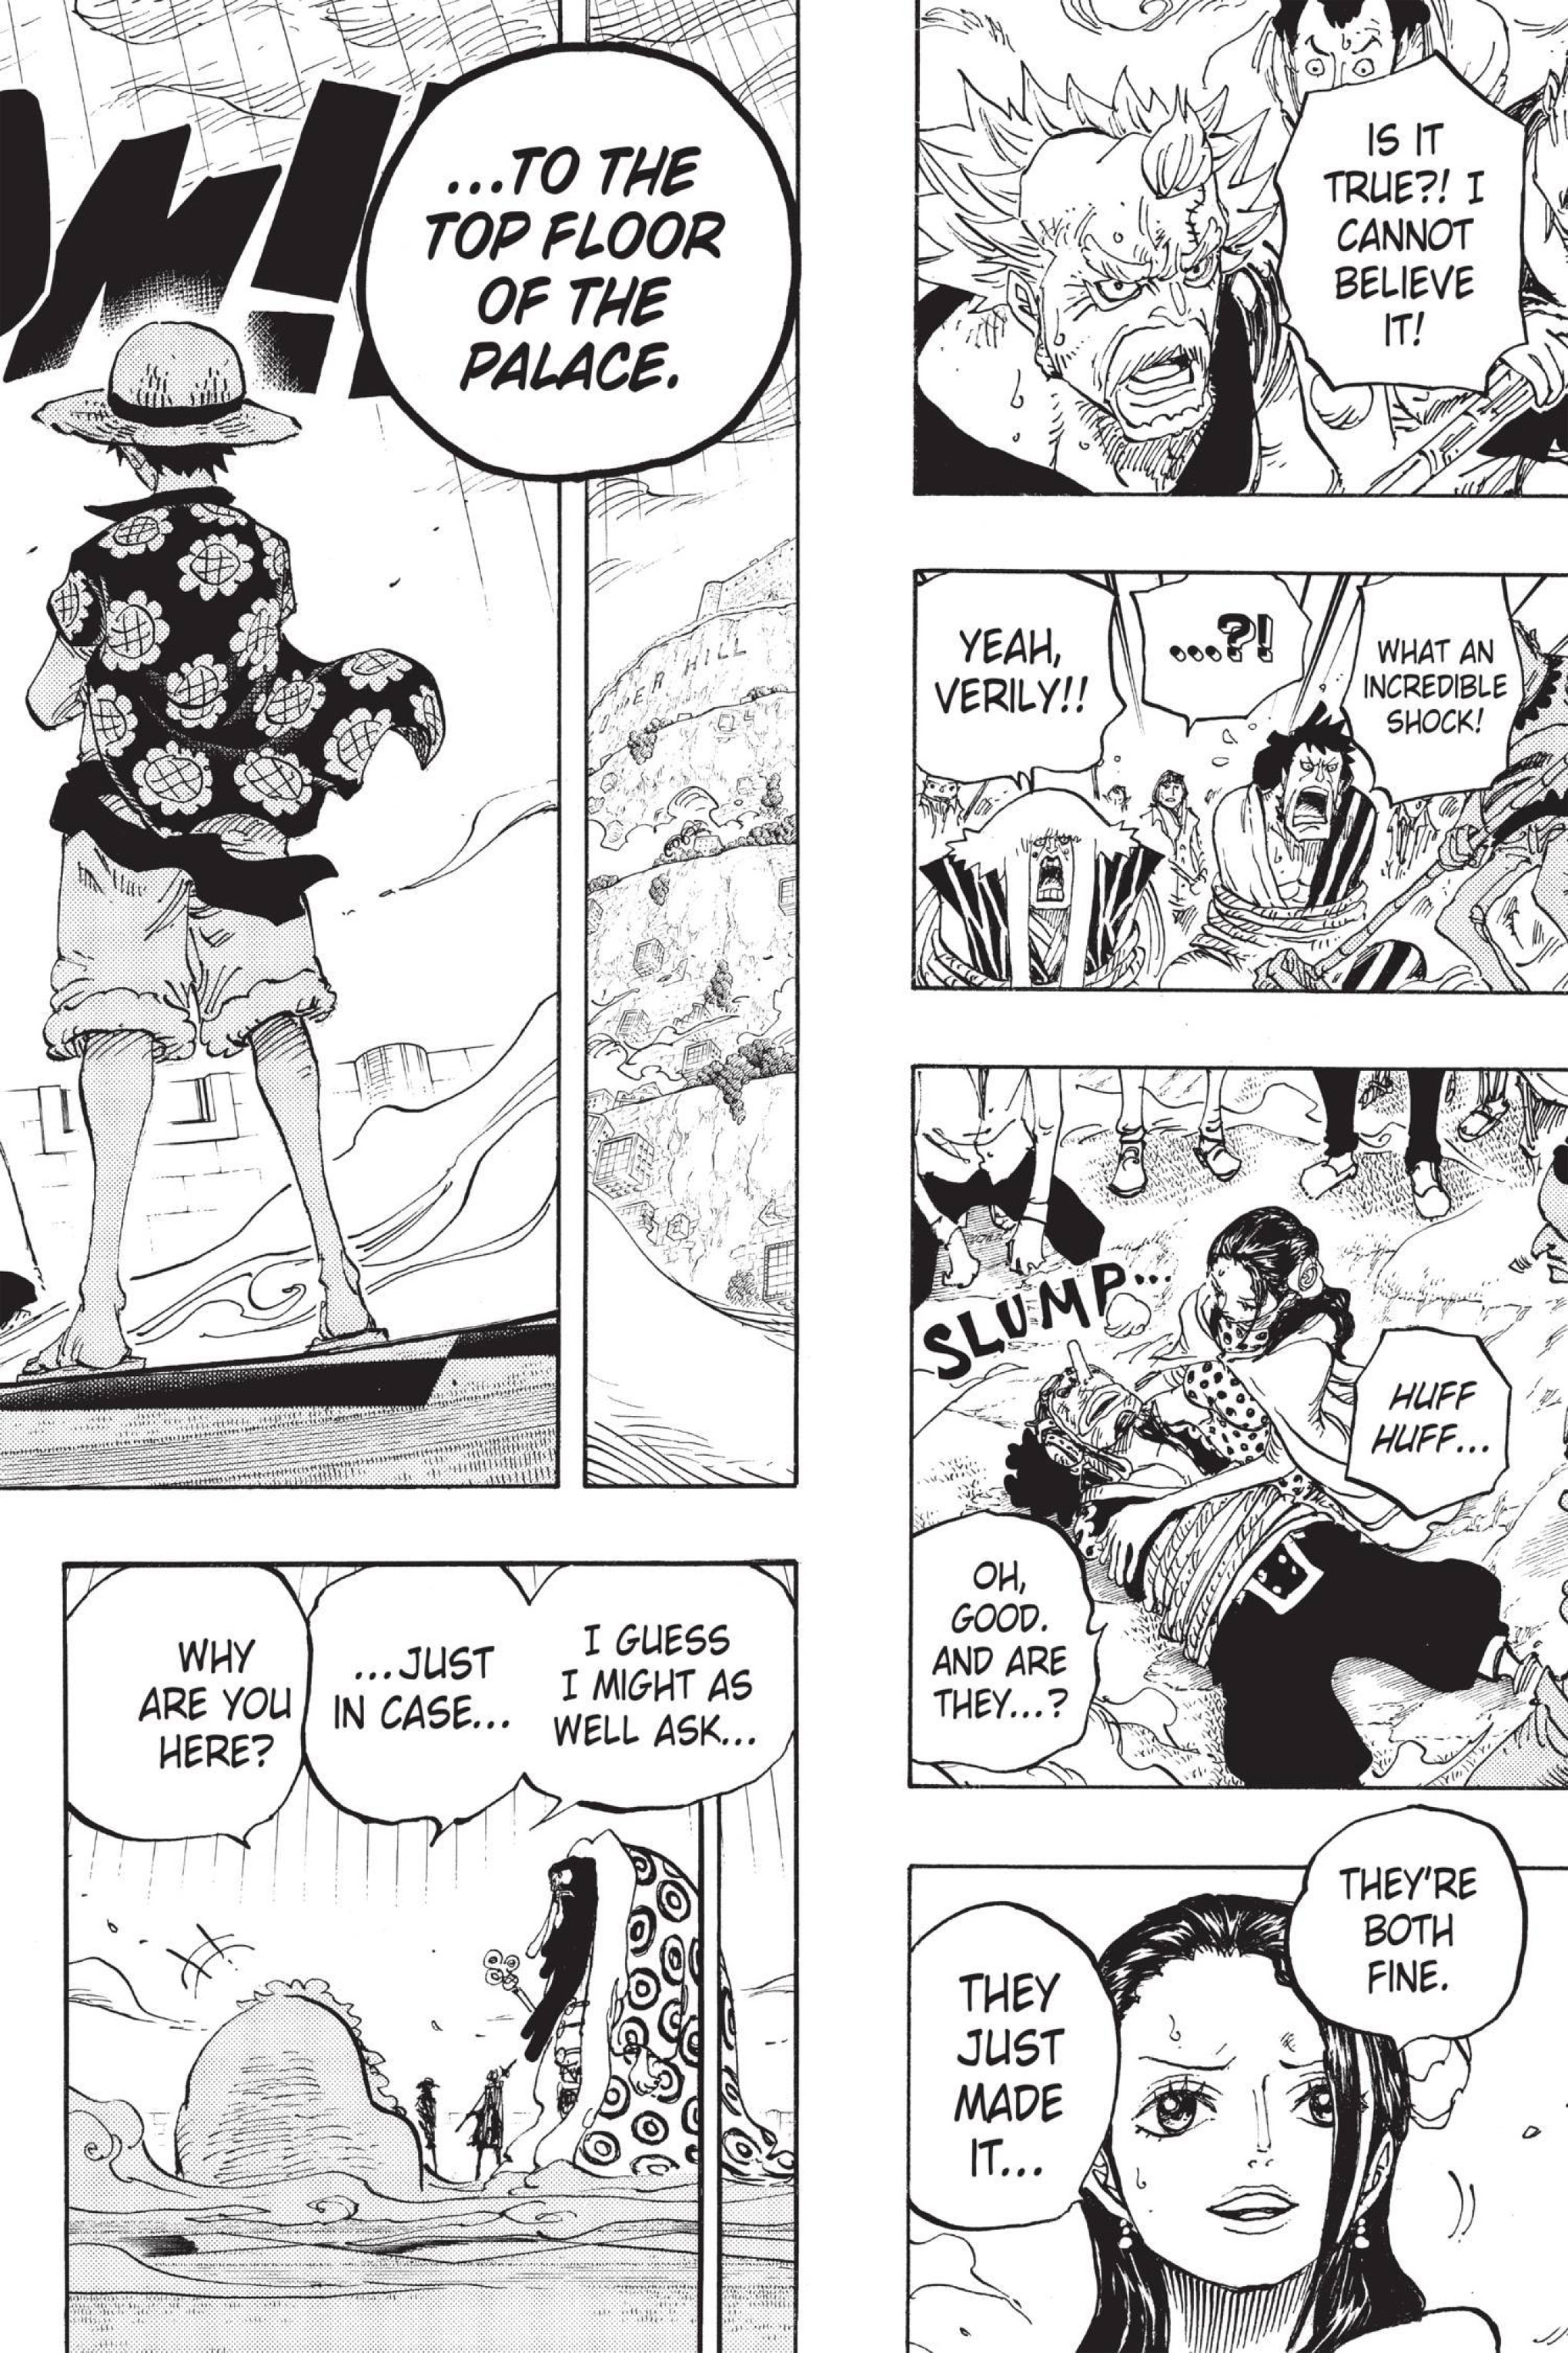 IS IT
TRUE?! I
CANNOT
BELIEVE
IT!
WHAT AN
INCREDIBLE
SHOCK!
...?!
YEAH,
VERILY!!
SLUMP...
HUFF
HUFF...
OH,
GOOD.
AND ARE
THEY...?
THEY'RE
BOTH
FINE.
THEY
JUST
MADE
IT...
...TO THE
TOP FLOOR
OF THE
PALACE.
HILL
I GUESS
I MIGHT AS
WELL ASK...
...JUST
IN CASE...
WHY
ARE YOU
HERE?